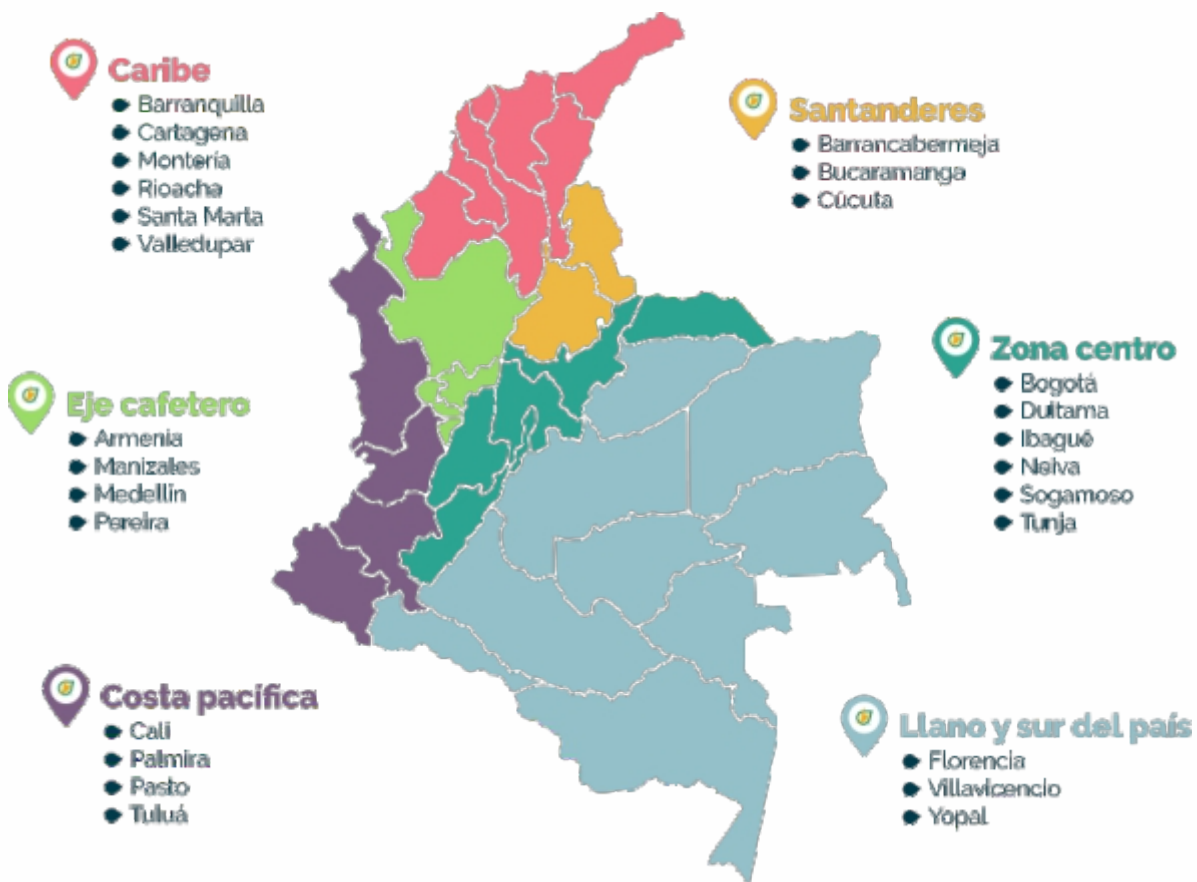 Caribe
Barranquilla
Cartagena
Montería
Rioacha
Santa Marta
Valledupar
Santanderes
Barrancabermeja
Bucaramanga
Cúcuta
Eje cafetero
Armenia
Manizales
Medellín
Pereira
Zona centro
Bogotá
Duitama
Ibagué
Neiva
Sogamoso
Tunja
Costa pacífica
Cali
Palmira
Pasto
Tuluá
Llano y sur del país
Florencia
Villavicencio
Yopal